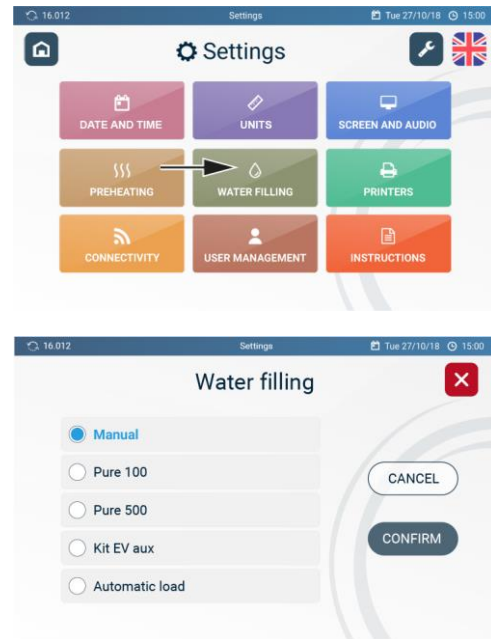 16.012 Settings Tue 27/10/18 15:00
Settings
DATE AND TIME UNITS SCREEN AND AUDIO
PREHEATING WATER FILLING PRINTERS
CONNECTIVITY USER MANAGEMENT INSTRUCTIONS
16.012 Settings Tue 27/10/18 15:00
Water filling
Manual
Pure 100
CANCEL
Pure 500
Kit EV aux
CONFIRM
Automatic load